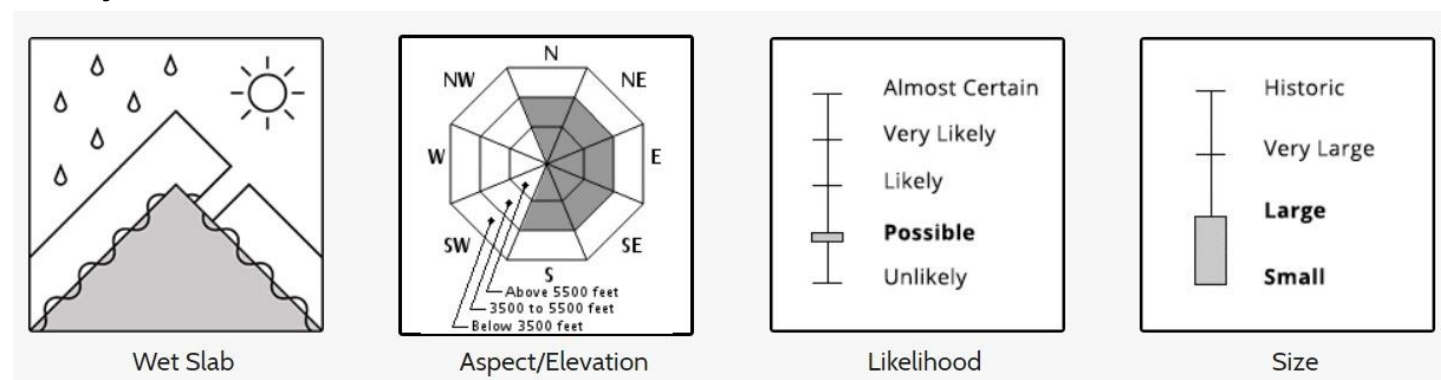 N
NW
NE
W
E
SW
SE
S
Above 5500 feet
3500 to 5500 feet
Below 3500 feet
Almost Certain
Very Likely
Likely
Possible
Unlikely
Historic
Very Large
Large
Small
Wet Slab
Aspect/Elevation
Likelihood
Size